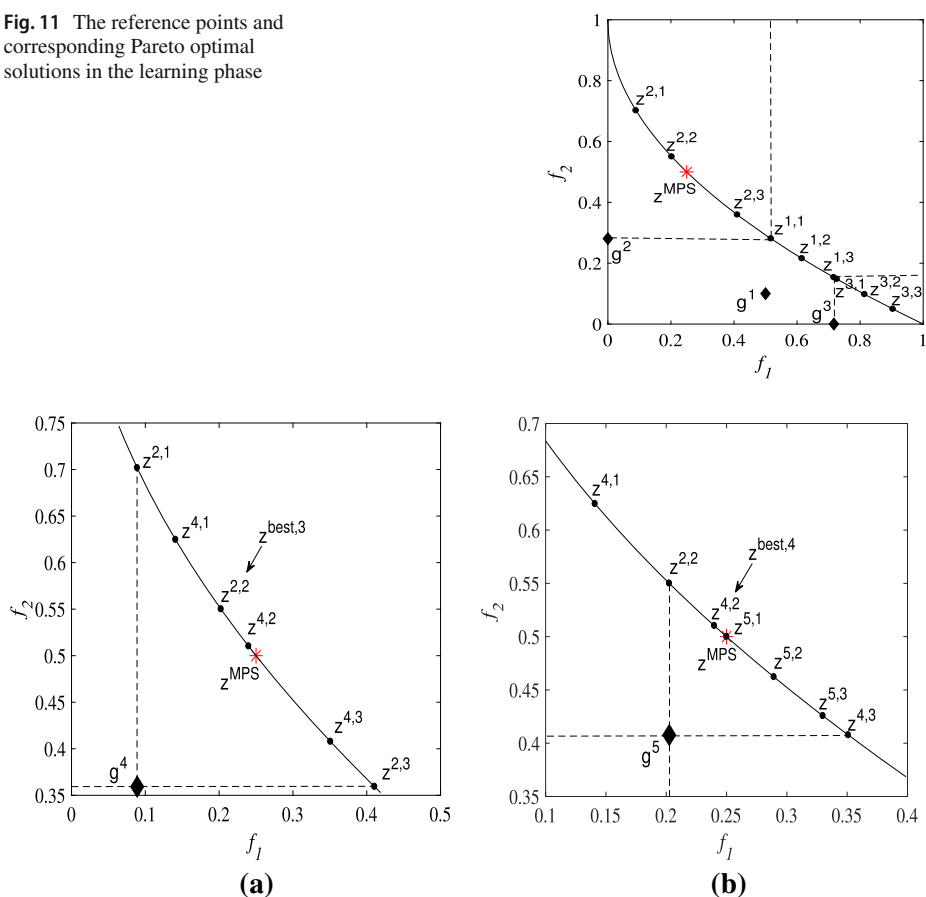 Fig. 11 The reference points and
corresponding Pareto optimal
solutions in the learning phase
1
0.8
0.6
0.4
0.2
0
f2
z2,1
z2,2
zMPS
z2,3
z1,1
z1,2
z1,3
z3,1
z3,2
z3,3
g2
g1
g3
0
0.2
0.4
0.6
0.8
1
f1
0.75
0.7
0.65
0.6
0.55
0.5
0.45
0.4
0.35
f2
z2,1
z4,1
zbest,3
z2,2
z4,2
zMPS
z4,3
z2,3
g4
0
0.1
0.2
0.3
0.4
0.5
f1
(a)
0.7
0.65
0.6
0.55
0.5
0.45
0.4
0.35
f2
z4,1
z2,2
zbest,4
z4,2
z5,1
zMPS
z5,2
z5,3
z4,3
g5
0.1
0.15
0.2
0.25
0.3
0.35
0.4
f1
(b)